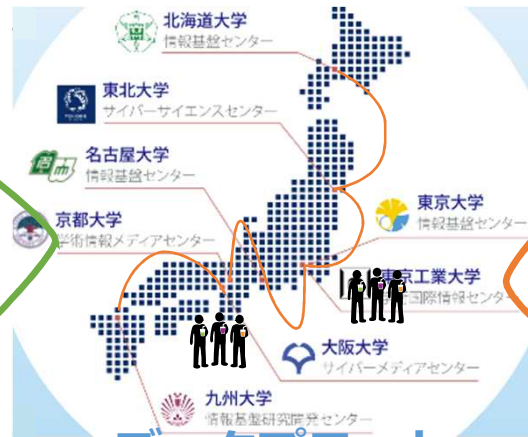 北海道大学
情報基盤センター
東北大学
サイバーサイエンスセンター
名古屋大学
情報基盤センター
京都大学
学術情報メディアセンター
東京大学
情報基盤センター
東京工業大学
国際情報センター
大阪大学
サイバーメディアセンター
九州大学
情報基盤研究開発センター